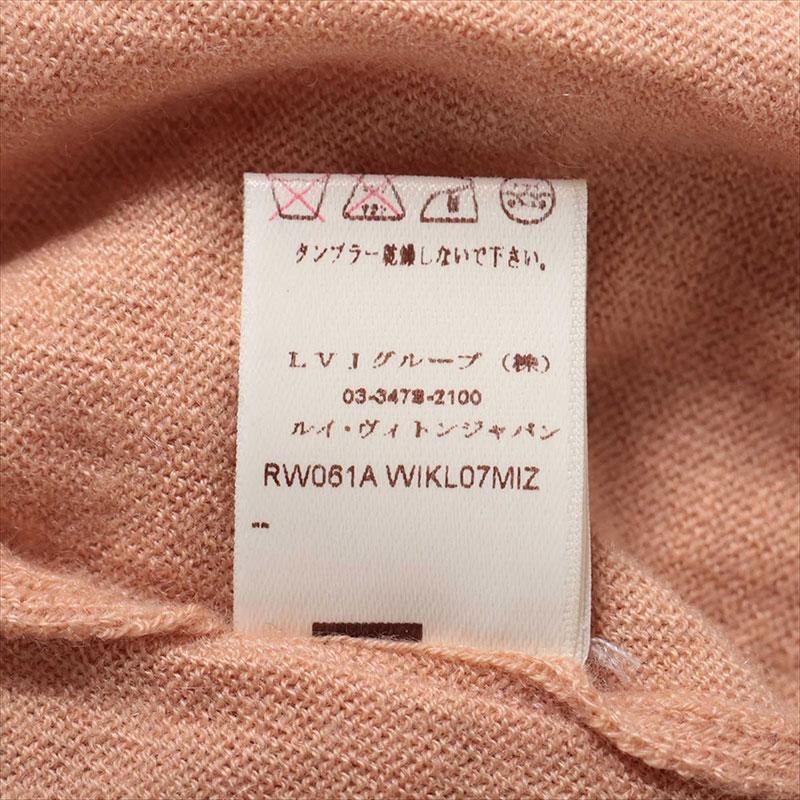 タンブラー乾燥しないで下さい。
LVJグループ（株）
03-3478-2100
ルイ・ヴィトンジャパン
RW061A WIKL07MIZ
--